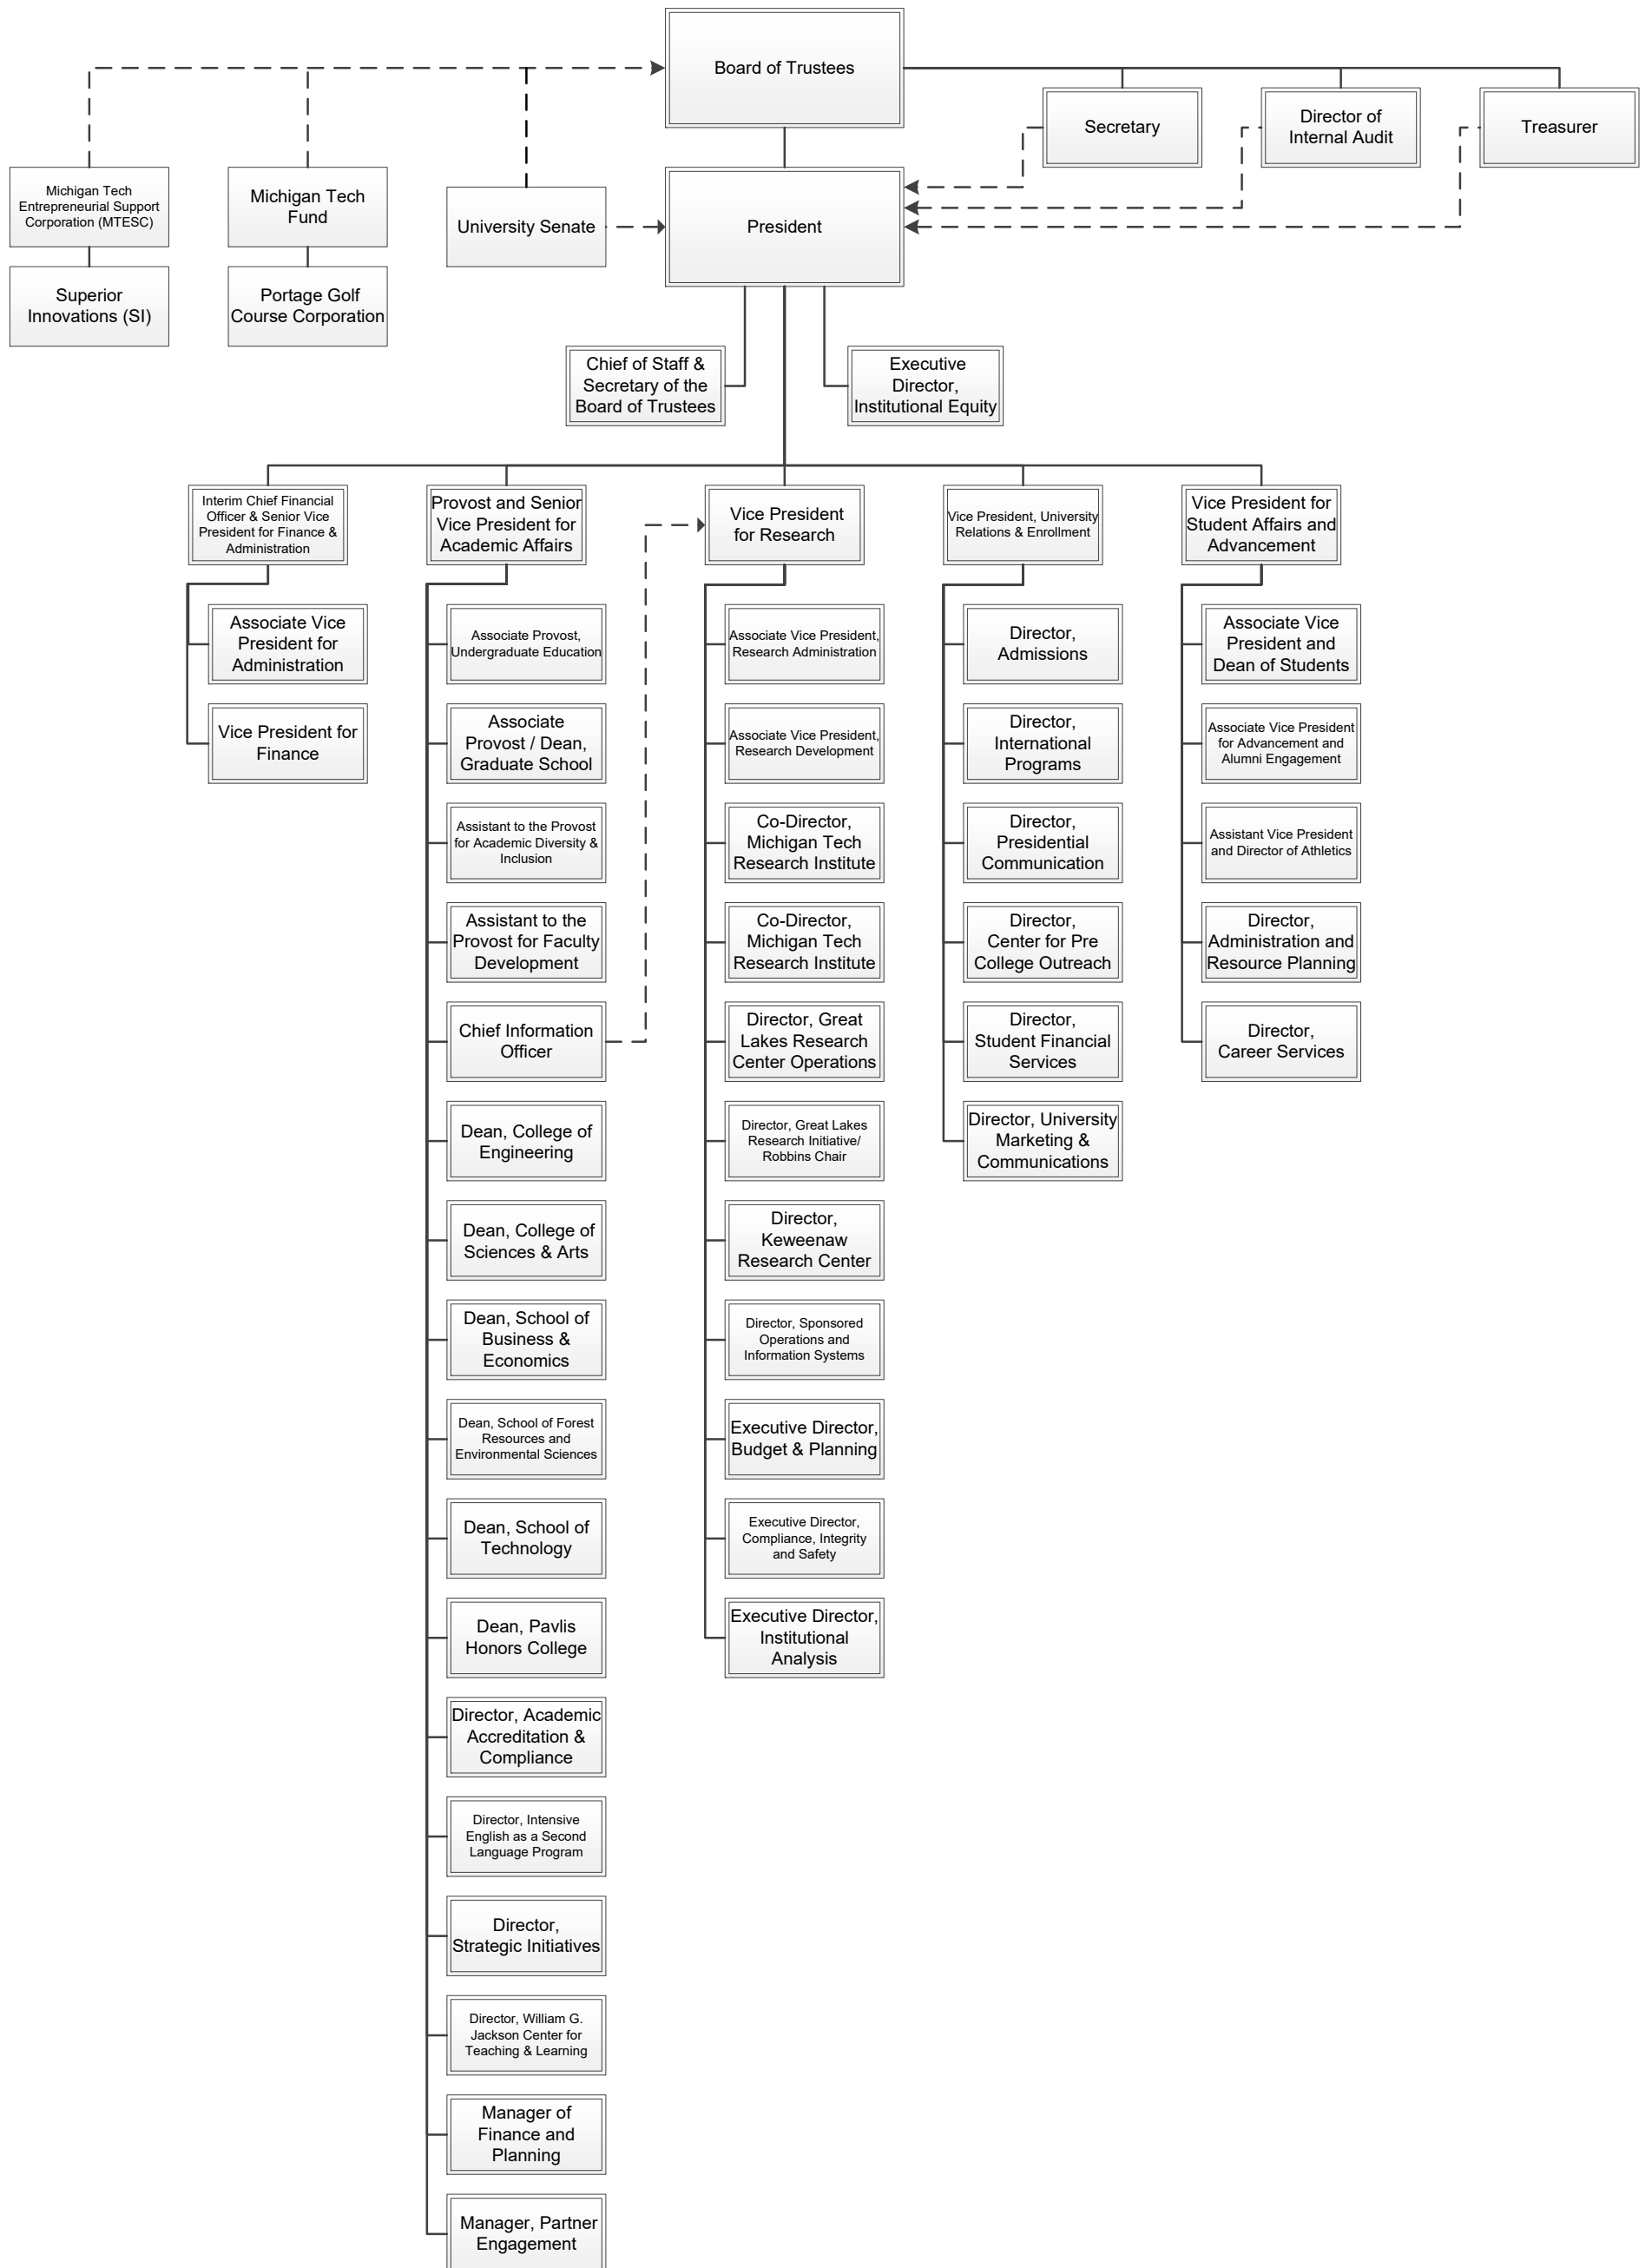 Board of Trustees
Secretary
Director of
Internal Audit
Treasurer
Michigan Tech
Entrepreneurial Support
Corporation (MTESC)
Michigan Tech
Fund
University Senate
President
Superior
Innovations (SI)
Portage Golf
Course Corporation
Chief of Staff &
Secretary of the
Board of Trustees
Executive
Director,
Institutional Equity
Interim Chief Financial
Officer & Senior Vice
President for Finance &
Administration
Provost and Senior
Vice President for
Academic Affairs
Vice President
for Research
Vice President, University
Relations & Enrollment
Vice President for
Student Affairs and
Advancement
Associate Vice
President for
Administration
Vice President for
Finance
Associate Provost,
Undergraduate Education
Associate
Provost / Dean,
Graduate School
Assistant to the Provost
for Academic Diversity &
Inclusion
Assistant to the
Provost for Faculty
Development
Chief Information
Officer
Dean, College of
Engineering
Dean, College of
Sciences & Arts
Dean, School of
Business &
Economics
Dean, School of Forest
Resources and
Environmental Sciences
Dean, School of
Technology
Dean, Pavlis
Honors College
Director, Academic
Accreditation &
Compliance
Director, Intensive
English as a Second
Language Program
Director,
Strategic Initiatives
Director, William G.
Jackson Center for
Teaching & Learning
Manager of
Finance and
Planning
Manager, Partner
Engagement
Associate Vice President,
Research Administration
Associate Vice President,
Research Development
Co-Director,
Michigan Tech
Research Institute
Co-Director,
Michigan Tech
Research Institute
Director, Great
Lakes Research
Center Operations
Director, Great Lakes
Research Initiative/
Robbins Chair
Director,
Keweenaw
Research Center
Director, Sponsored
Operations and
Information Systems
Executive Director,
Budget & Planning
Executive Director,
Compliance, Integrity
and Safety
Executive Director,
Institutional
Analysis
Director,
Admissions
Director,
International
Programs
Director,
Presidential
Communication
Director,
Center for Pre
College Outreach
Director,
Student Financial
Services
Director, University
Marketing &
Communications
Associate Vice
President and
Dean of Students
Associate Vice President
for Advancement and
Alumni Engagement
Assistant Vice President
and Director of Athletics
Director,
Administration and
Resource Planning
Director,
Career Services